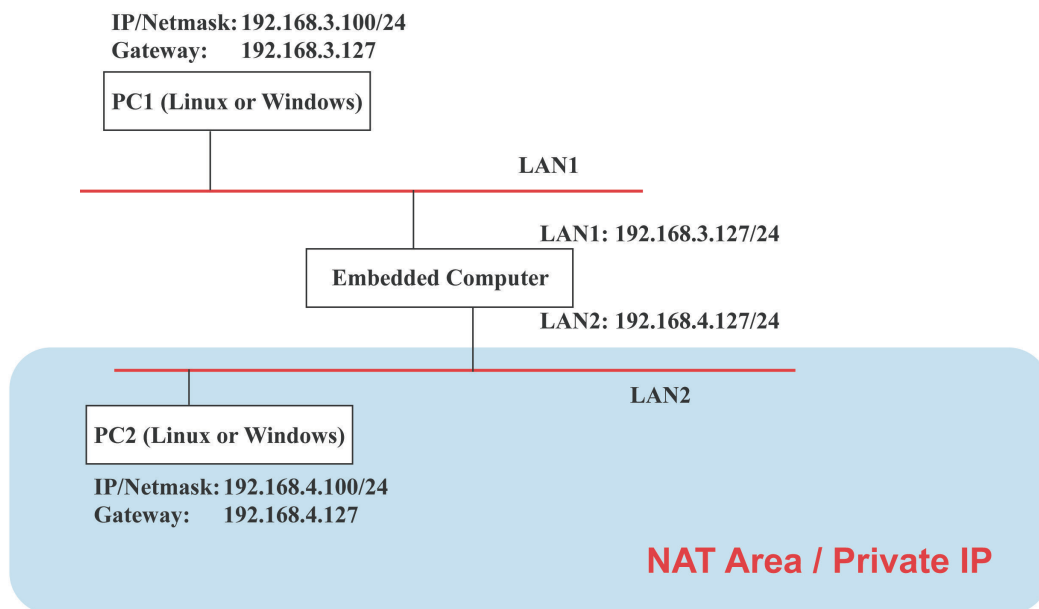 IP/Netmask: 192.168.3.100/24
Gateway: 192.168.3.127
PC1 (Linux or Windows)
LAN1
LAN1: 192.168.3.127/24
Embedded Computer
LAN2: 192.168.4.127/24
LAN2
PC2 (Linux or Windows)
IP/Netmask: 192.168.4.100/24
Gateway: 192.168.4.127
NAT Area / Private IP